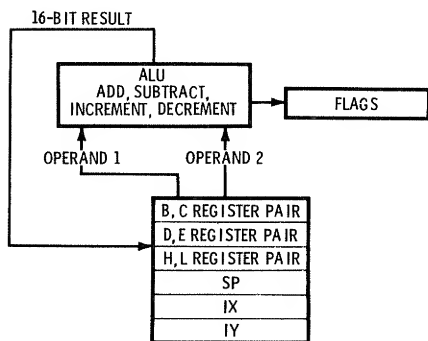 16-BIT RESULT
ALU
ADD, SUBTRACT,
INCREMENT, DECREMENT
FLAGS
OPERAND 1
OPERAND 2
B, C REGISTER PAIR
D, E REGISTER PAIR
H, L REGISTER PAIR
SP
IX
IY